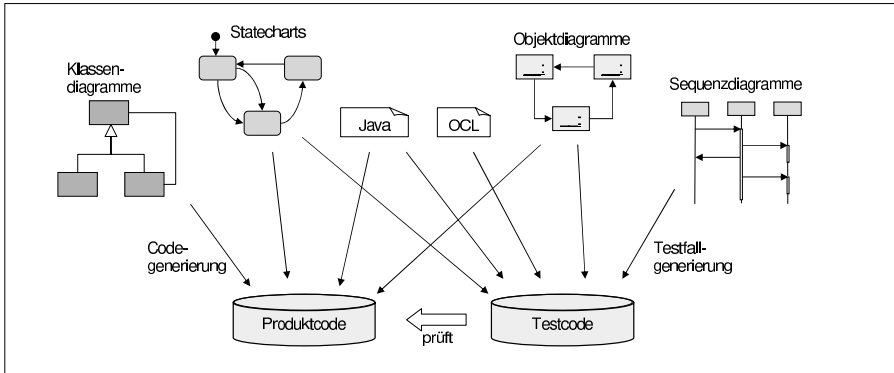 Statecharts
Objektdiagramme
Klassen-
diagramme
Sequenzdiagramme
Java
OCL
Code-
generierung
Testfall-
generierung
Produktcode
prüft
Testcode